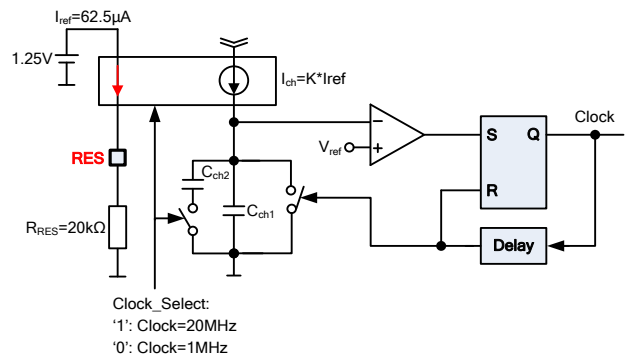 Iref=62.5µA
1.25V
Ich=K*Iref
Clock
−
+
Vref
S Q
R
RES
Cch2
Cch1
RRES=20kΩ
Delay
Clock_Select:
'1': Clock=20MHz
'0': Clock=1MHz